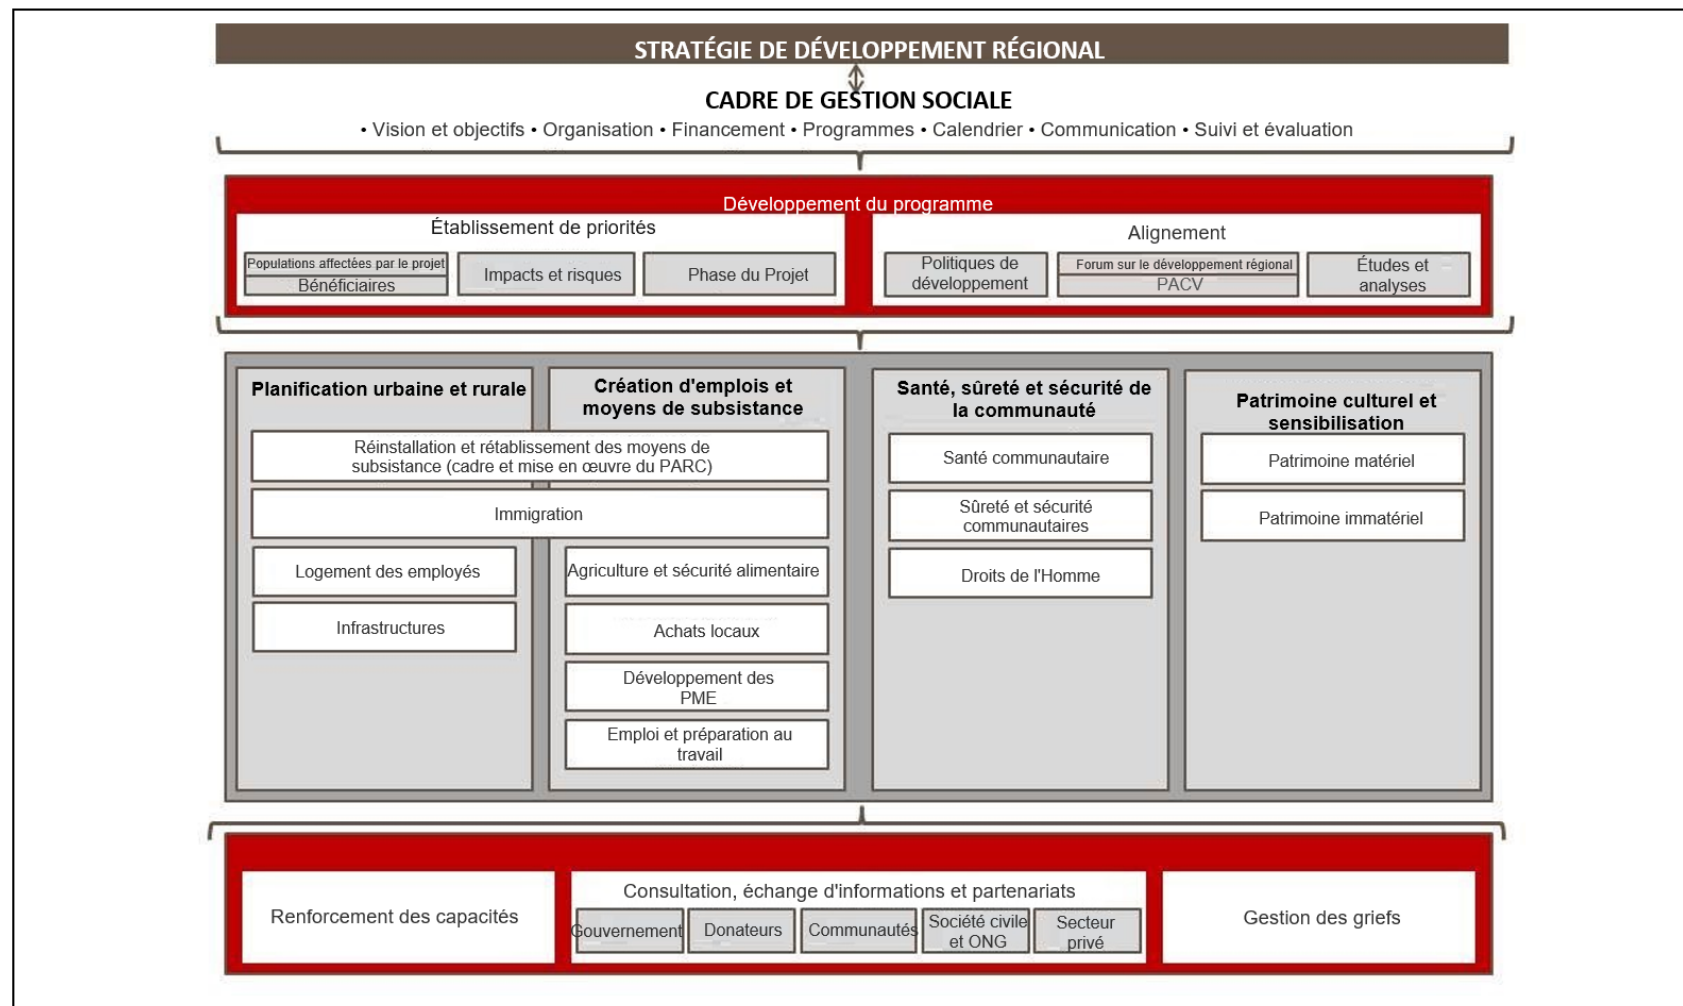 STRATÉGIE DE DÉVELOPPEMENT RÉGIONAL
CADRE DE GESTION SOCIALE
• Vision et objectifs • Organisation • Financement • Programmes • Calendrier • Communication • Suivi et évaluation
Développement du programme
Établissement de priorités
Populations affectées par le projet
Bénéficiaires
Impacts et risques
Phase du Projet
Alignement
Politiques de
développement
Forum sur le développement régional
PACV
Études et
analyses
Planification urbaine et rurale
Création d'emplois et
moyens de subsistance
Réinstallation et rétablissement des moyens de
subsistance (cadre et mise en œuvre du PARC)
Immigration
Logement des employés
Infrastructures
Agriculture et sécurité alimentaire
Achats locaux
Développement des
PME
Emploi et préparation au
travail
Santé, sûreté et sécurité de
la communauté
Santé communautaire
Sûreté et sécurité
communautaires
Droits de l'Homme
Patrimoine culturel et
sensibilisation
Patrimoine matériel
Patrimoine immatériel
Renforcement des capacités
Consultation, échange d'informations et partenariats
Gouvernement
Donateurs
Communautés
Société civile
et ONG
Secteur
privé
Gestion des griefs